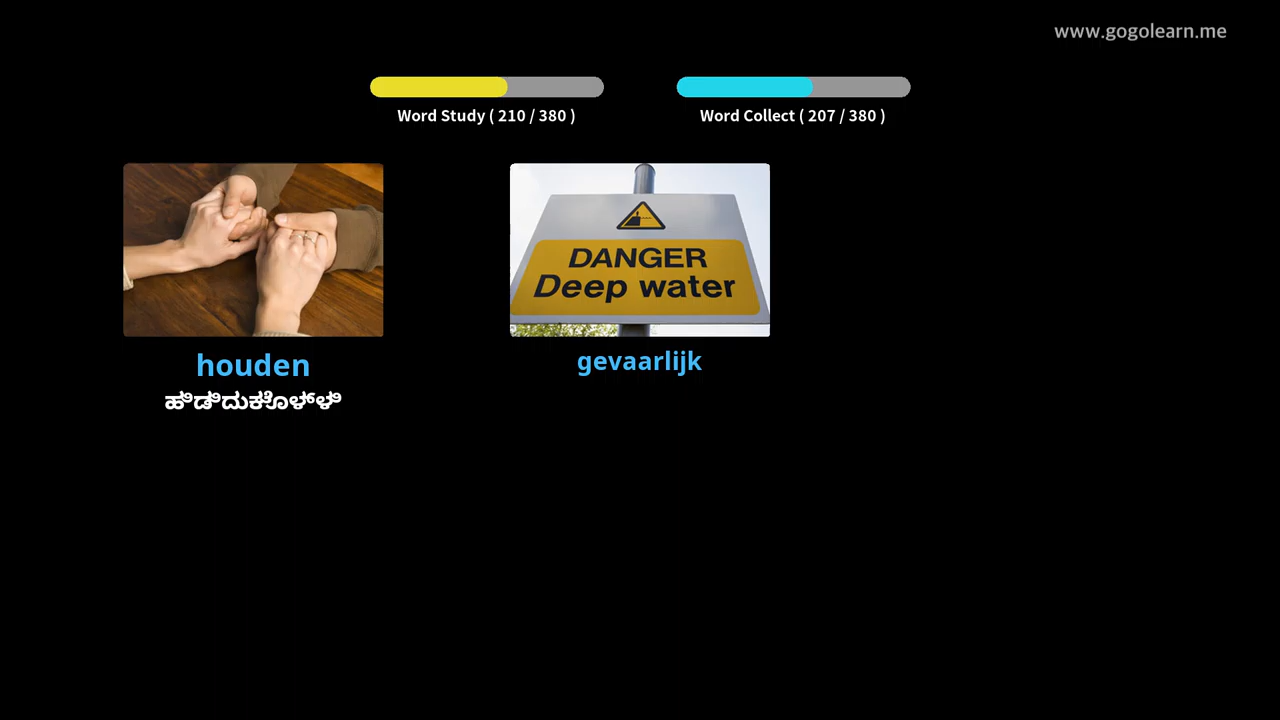 www.gogolearn.me
Word Study ( 210 / 380 )
Word Collect ( 207 / 380 )
DANGER
Deep water
houden
gevaarlijk
ಹಿಡಿದುಕೊಳ್ಳಿ